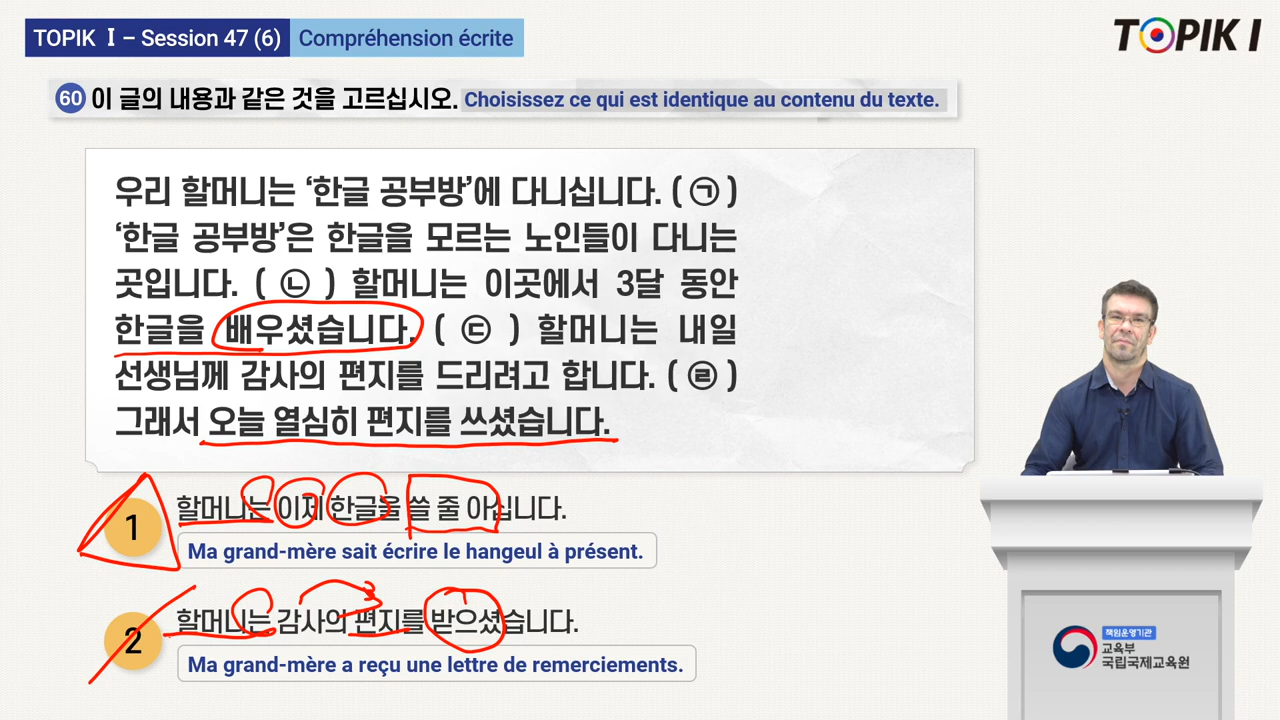 TOPIK Ⅰ – Session 47 (6) Compréhension écrite
TOPIK I
60 이 글의 내용과 같은 것을 고르십시오. Choisissez ce qui est identique au contenu du texte.
우리 할머니는 ‘한글 공부방’에 다니십니다. ( ㉠ )
‘한글 공부방’은 한글을 모르는 노인들이 다니는
곳입니다. ( ㉡ ) 할머니는 이곳에서 3달 동안
한글을 배우셨습니다. ( ㉢ ) 할머니는 내일
선생님께 감사의 편지를 드리려고 합니다. ( ㉣ )
그래서 오늘 열심히 편지를 쓰셨습니다.
1 할머니는 이제 한글을 쓸 줄 아십니다.
Ma grand-mère sait écrire le hangeul à présent.
2 할머니는 감사의 편지를 받으셨습니다.
Ma grand-mère a reçu une lettre de remerciements.
책임운영기관
교육부
국립국제교육원